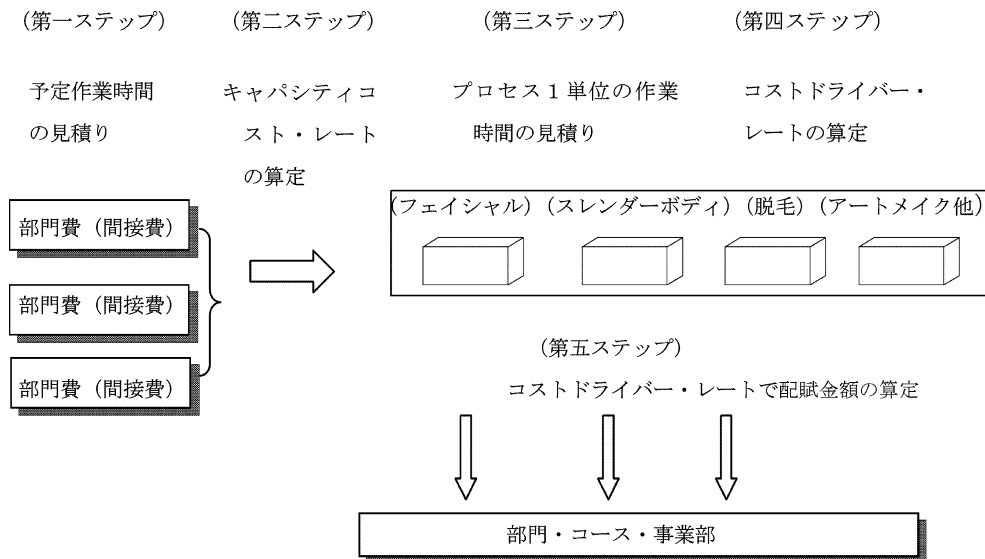 (第一ステップ)
(第二ステップ)
(第三ステップ)
(第四ステップ)
予定作業時間
の見積り
キャパシティコ
スト・レート
の算定
プロセス1単位の作業
時間の見積り
コストドライバー・
レートの算定
部門費(間接費)
部門費(間接費)
部門費(間接費)
(フェイシャル)(スレンダーボディ)(脱毛)(アートメイク他)
(第五ステップ)
コストドライバー・レートで配賦金額の算定
部門・コース・事業部